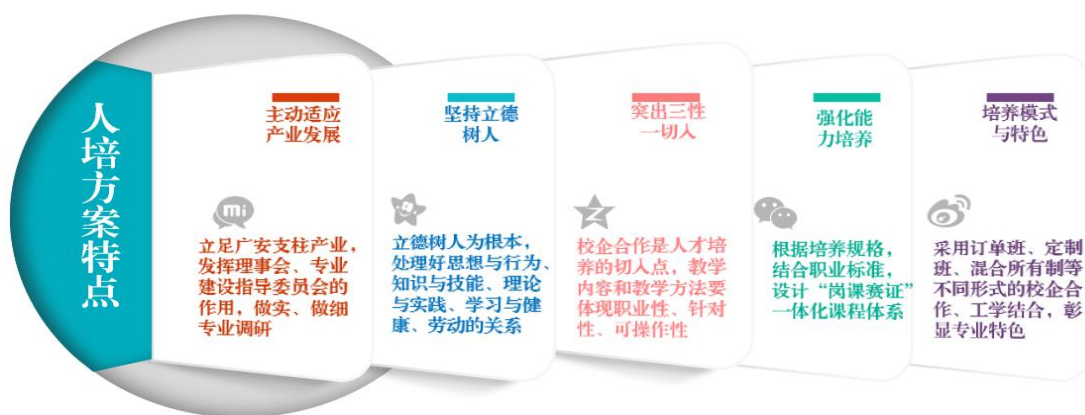 人培方案特点
主动适应
产业发展
mi
立足广安支柱产业，
发挥理事会、专业
建设指导委员会的
作用，做实、做细
专业调研
坚持立德
树人
立德树人为根本，
处理好思想与行为、
知识与技能、理论
与实践、学习与健
康、劳动的关系
突出三性
一切入
校企合作是人才培
养的切入点，教学
内容和教学方法要
体现职业性、针对
性、可操作性
强化能
力培养
根据培养规格，
结合职业标准，
设计“岗课赛证”
一体化课程体系
培养模式
与特色
采用订单班、定制
班、混合所有制等
不同形式的校企合
作、工学结合，彰
显专业特色